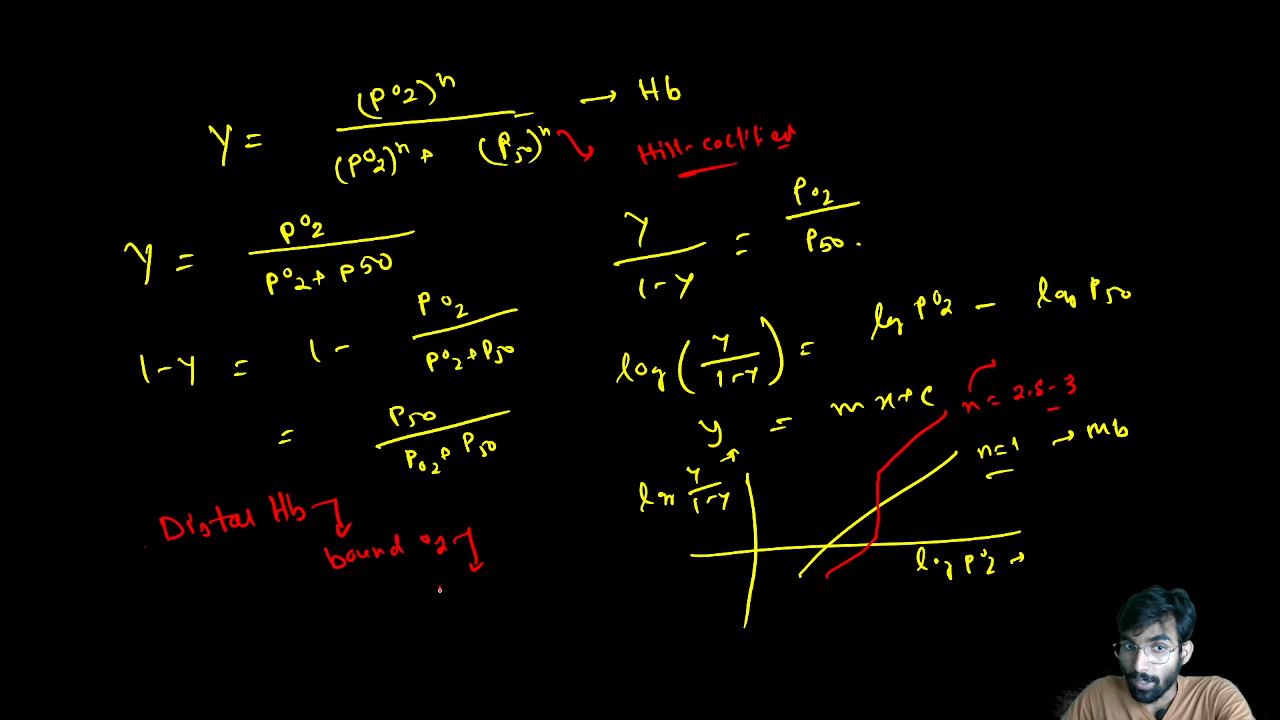 Y = (pO2)^n / ((pO2)^n + (P50)^n) → Hb
Hill-coefficient
Y = pO2 / (pO2 + p50)
Y / (1-Y) = pO2 / P50.
1-Y = 1 - pO2 / (pO2 + P50)
= P50 / (pO2 + P50)
log (Y / (1-Y)) = log pO2 - log P50
y = mx + c
n = 2.8-3
n=1 → Mb
ln Y / (1-Y)
log pO2 →
Distal Hb
bound O2